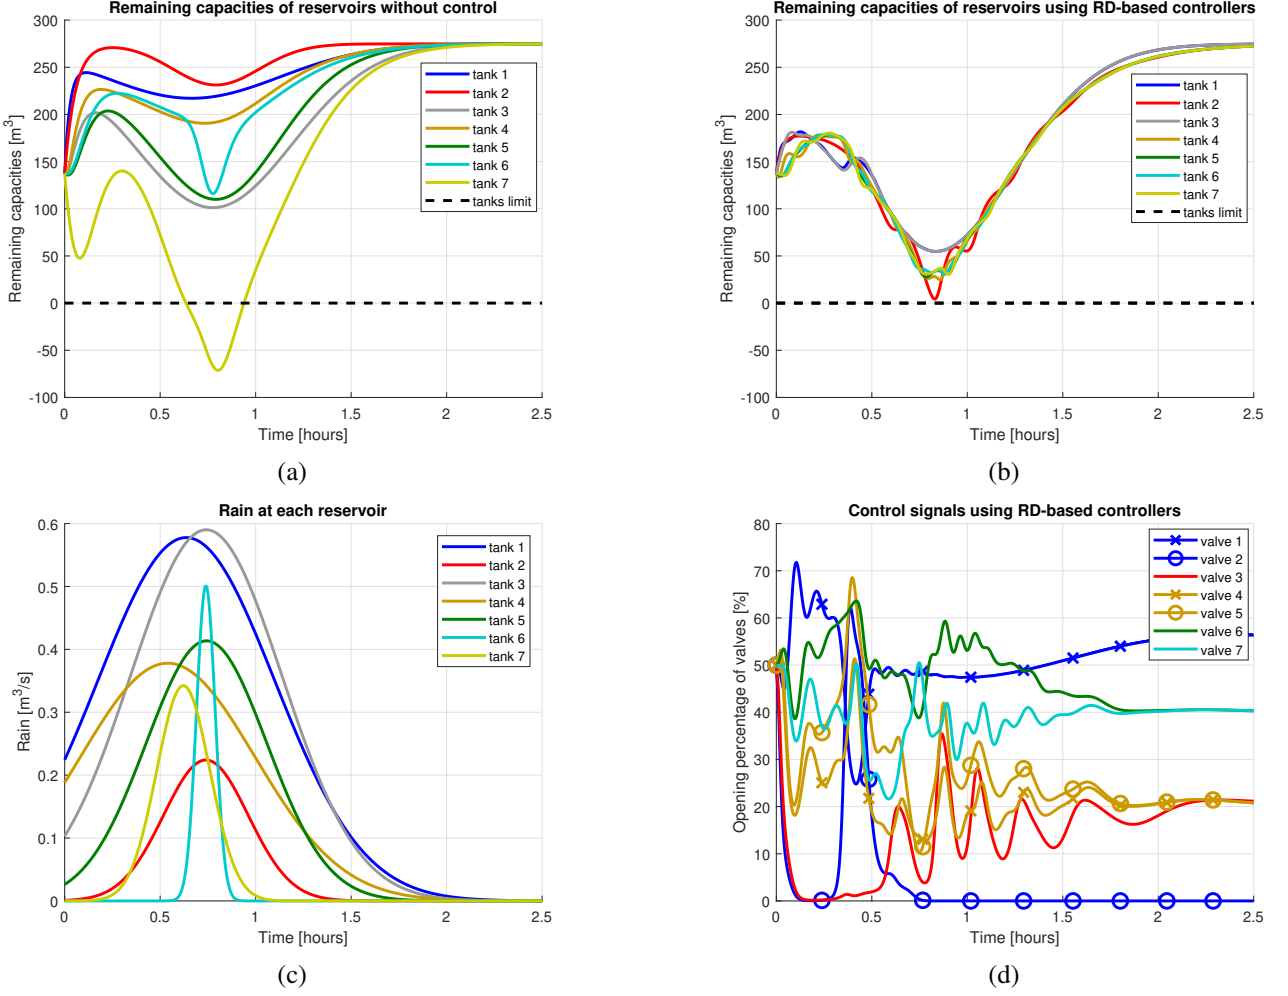 Remaining capacities of reservoirs without control
Remaining capacities [m³]
300
250
200
150
100
50
0
-50
-100
0 0.5 1 1.5 2 2.5
Time [hours]
tank 1
tank 2
tank 3
tank 4
tank 5
tank 6
tank 7
tanks limit
(a)
Remaining capacities of reservoirs using RD-based controllers
Remaining capacities [m³]
300
250
200
150
100
50
0
-50
-100
0 0.5 1 1.5 2 2.5
Time [hours]
tank 1
tank 2
tank 3
tank 4
tank 5
tank 6
tank 7
tanks limit
(b)
Rain at each reservoir
Rain [m³/s]
0.6
0.5
0.4
0.3
0.2
0.1
0
0 0.5 1 1.5 2 2.5
Time [hours]
tank 1
tank 2
tank 3
tank 4
tank 5
tank 6
tank 7
(c)
Control signals using RD-based controllers
Opening percentage of valves [%]
80
70
60
50
40
30
20
10
0
0 0.5 1 1.5 2 2.5
Time [hours]
valve 1
valve 2
valve 3
valve 4
valve 5
valve 6
valve 7
(d)